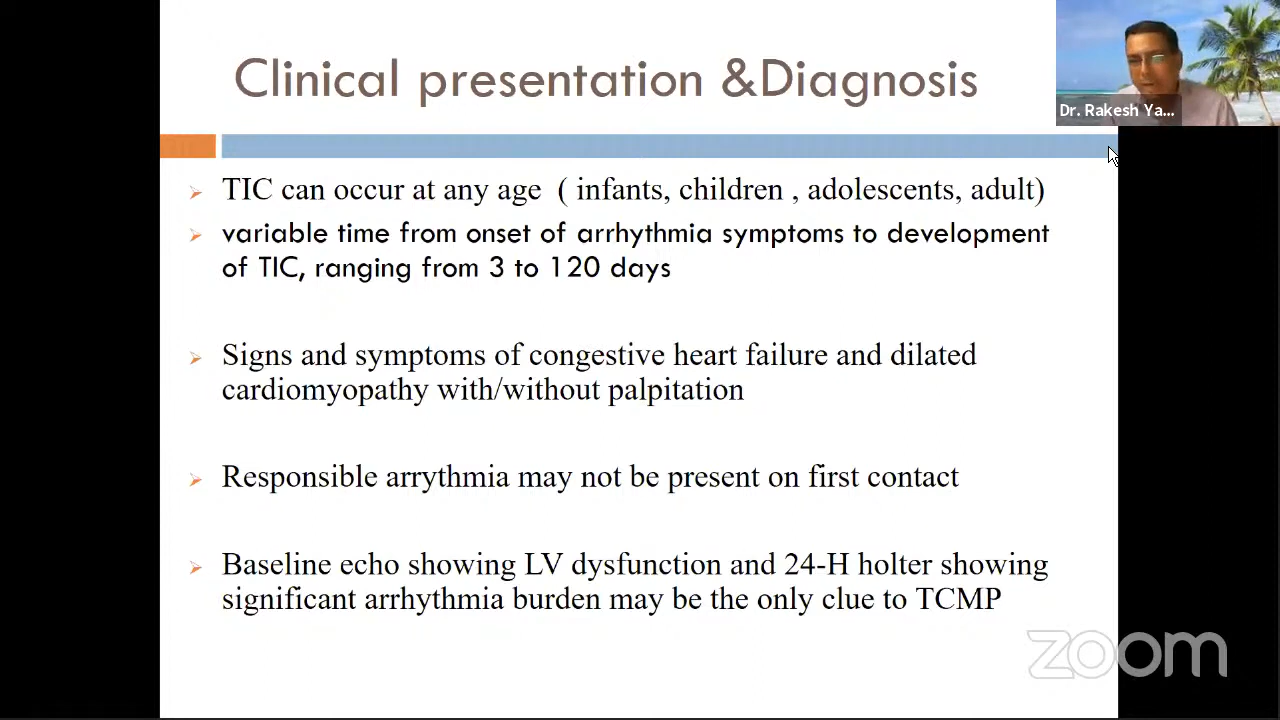 Clinical presentation &Diagnosis
Dr. Rakesh Ya...
TIC can occur at any age ( infants, children , adolescents, adult)
variable time from onset of arrhythmia symptoms to development
of TIC, ranging from 3 to 120 days
Signs and symptoms of congestive heart failure and dilated
cardiomyopathy with/without palpitation
Responsible arrythmia may not be present on first contact
Baseline echo showing LV dysfunction and 24-H holter showing
significant arrhythmia burden may be the only clue to TCMP
zoom